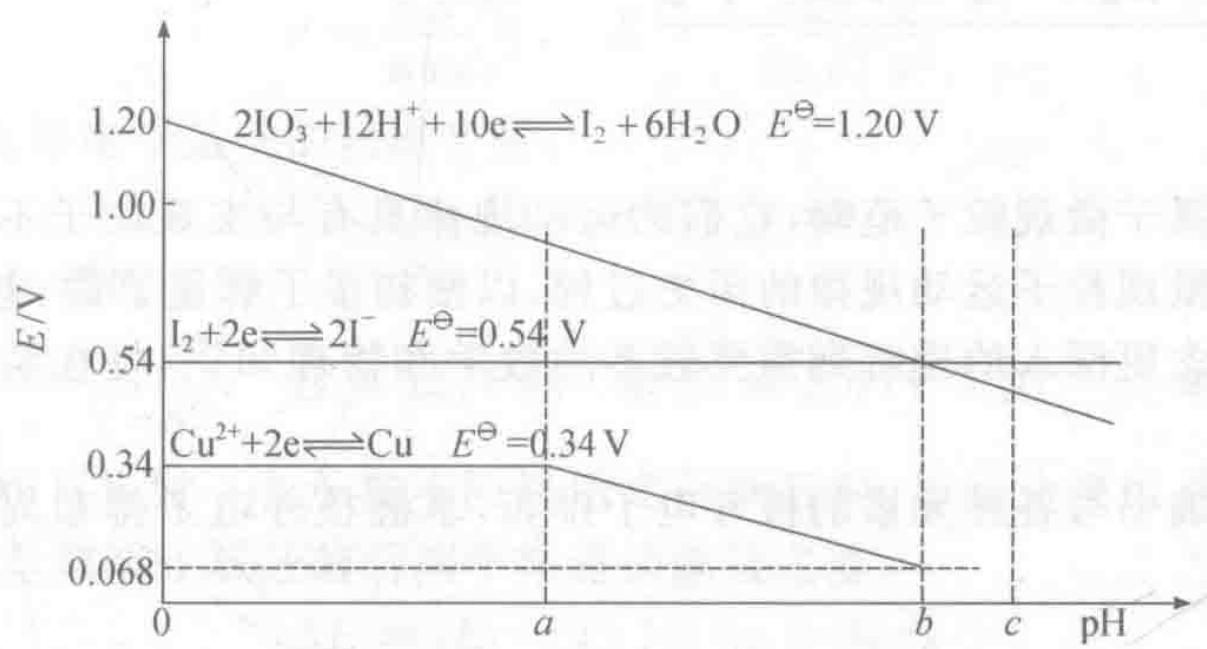 1.20
2IO₃⁻+12H⁺+10e⇌I₂+6H₂O E⊖=1.20 V
1.00
E/V
I₂+2e⇌2I⁻ E⊖=0.54 V
0.54
Cu²⁺+2e⇌Cu E⊖=0.34 V
0.34
0.068
0 a b c pH